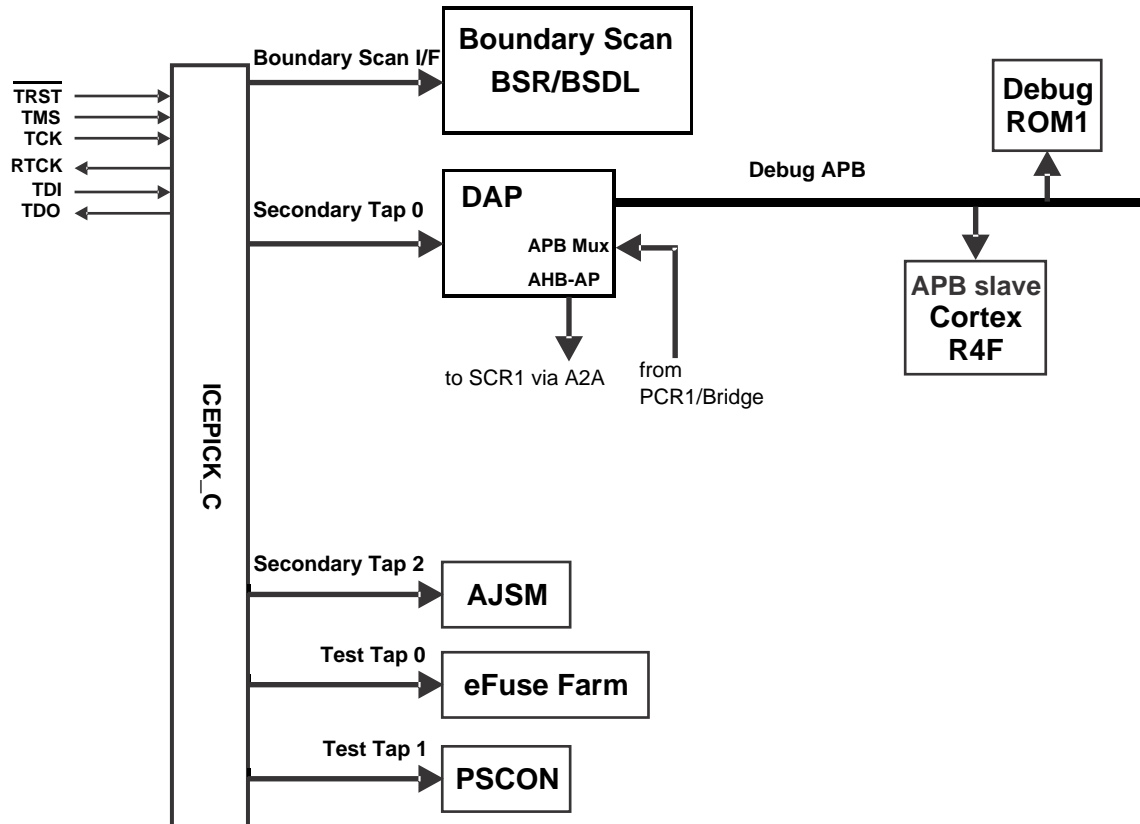 Boundary Scan I/F
Boundary Scan
BSR/BSDL
TRST
TMS
TCK
RTCK
TDI
TDO
Debug
ROM1
Debug APB
Secondary Tap 0
DAP
APB Mux
AHB-AP
APB slave
Cortex
R4F
to SCR1 via A2A
from
PCR1/Bridge
ICEPICK_C
Secondary Tap 2
AJSM
Test Tap 0
eFuse Farm
Test Tap 1
PSCON